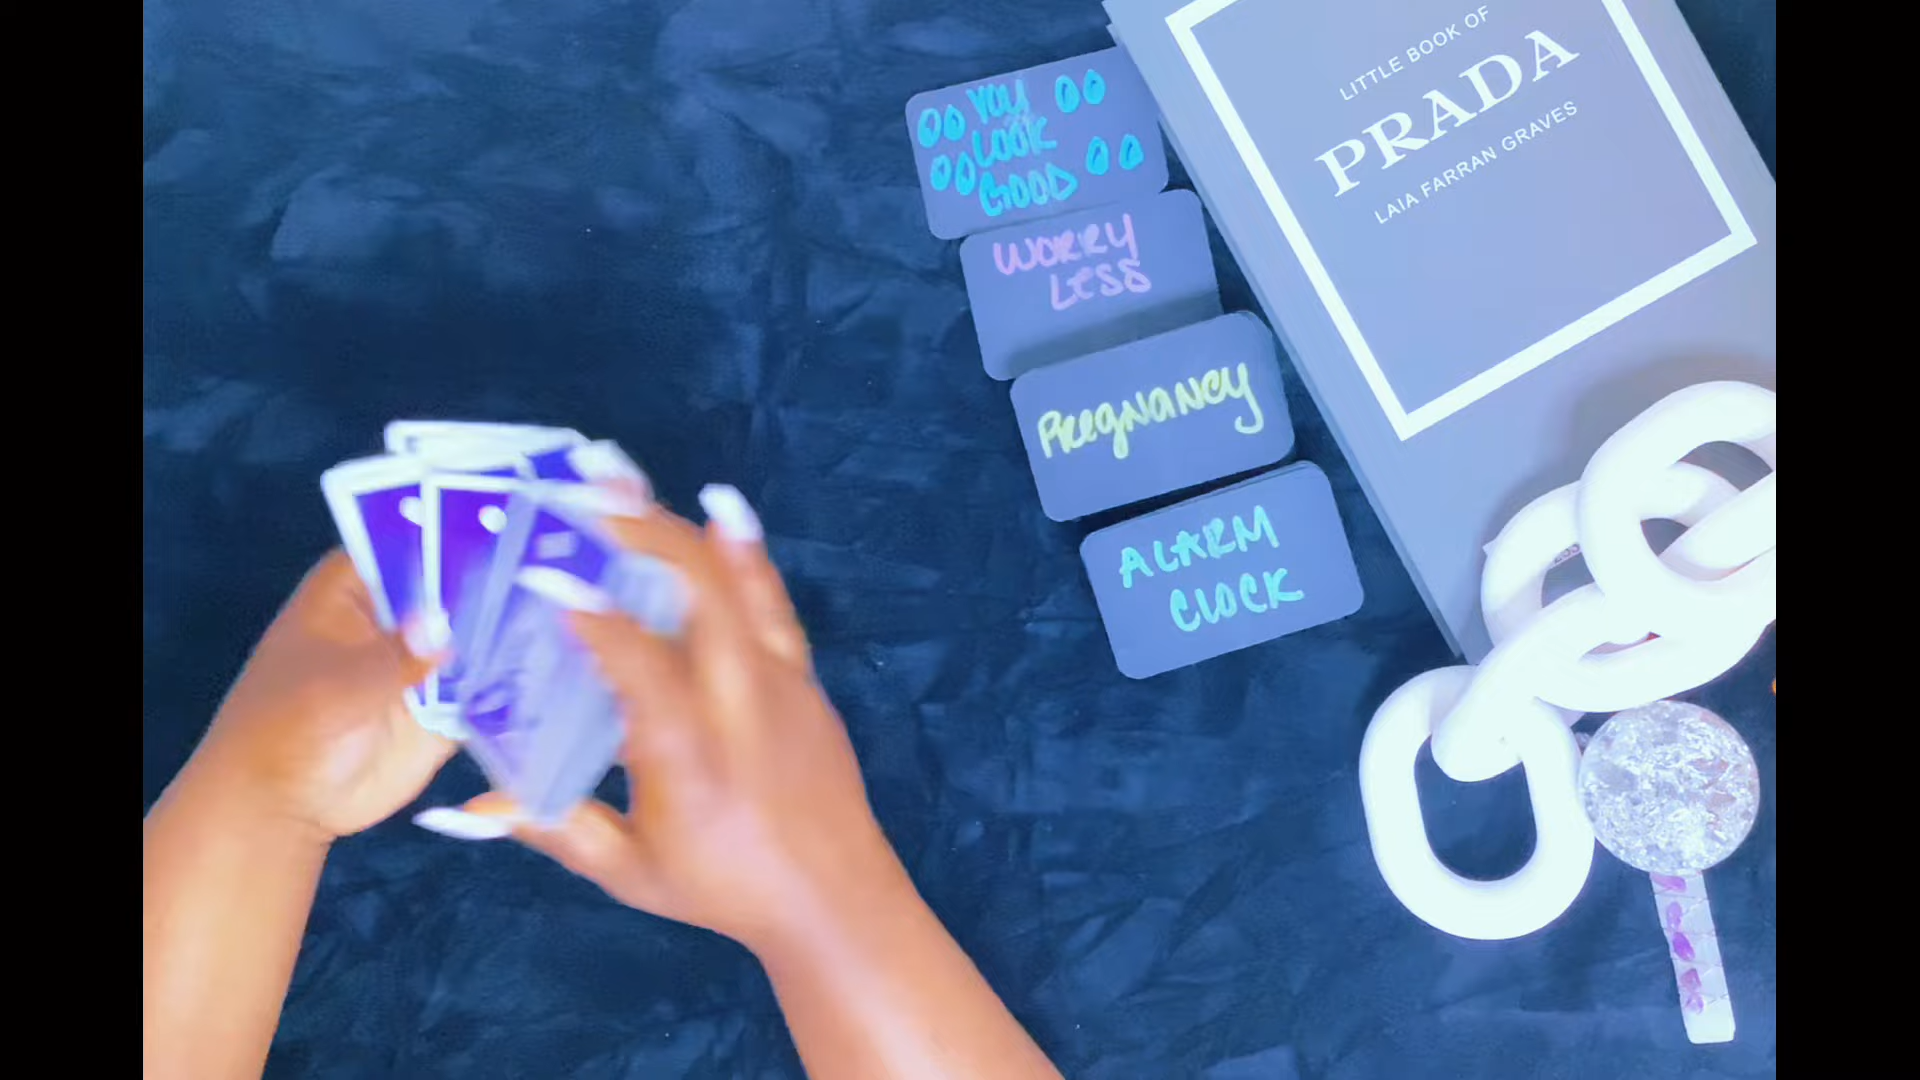 YOU
LOOK
GOOD
WORRY
LESS
PREGNANCY
ALARM
CLOCK
LITTLE BOOK OF
PRADA
LAIA FARRAN GRAVES